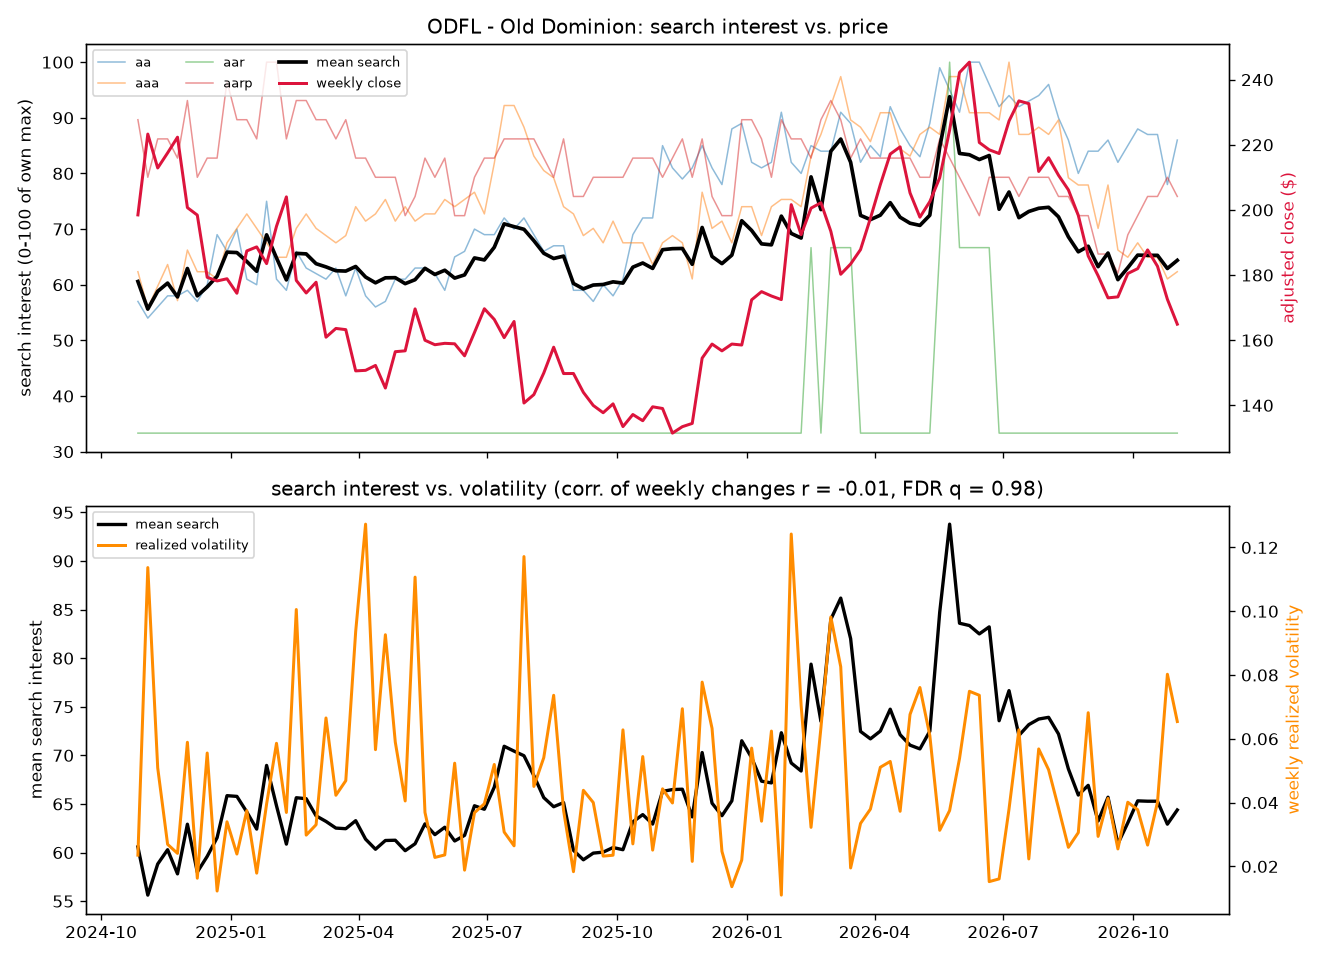 ODFL - Old Dominion: search interest vs. price
aa
aaa
aar
aarp
mean search
weekly close
search interest (0-100 of own max)
100
90
80
70
60
50
40
30
adjusted close ($)
240
220
200
180
160
140
search interest vs. volatility (corr. of weekly changes r = -0.01, FDR q = 0.98)
mean search
realized volatility
mean search interest
95
90
85
80
75
70
65
60
55
weekly realized volatility
0.12
0.10
0.08
0.06
0.04
0.02
2024-10
2025-01
2025-04
2025-07
2025-10
2026-01
2026-04
2026-07
2026-10